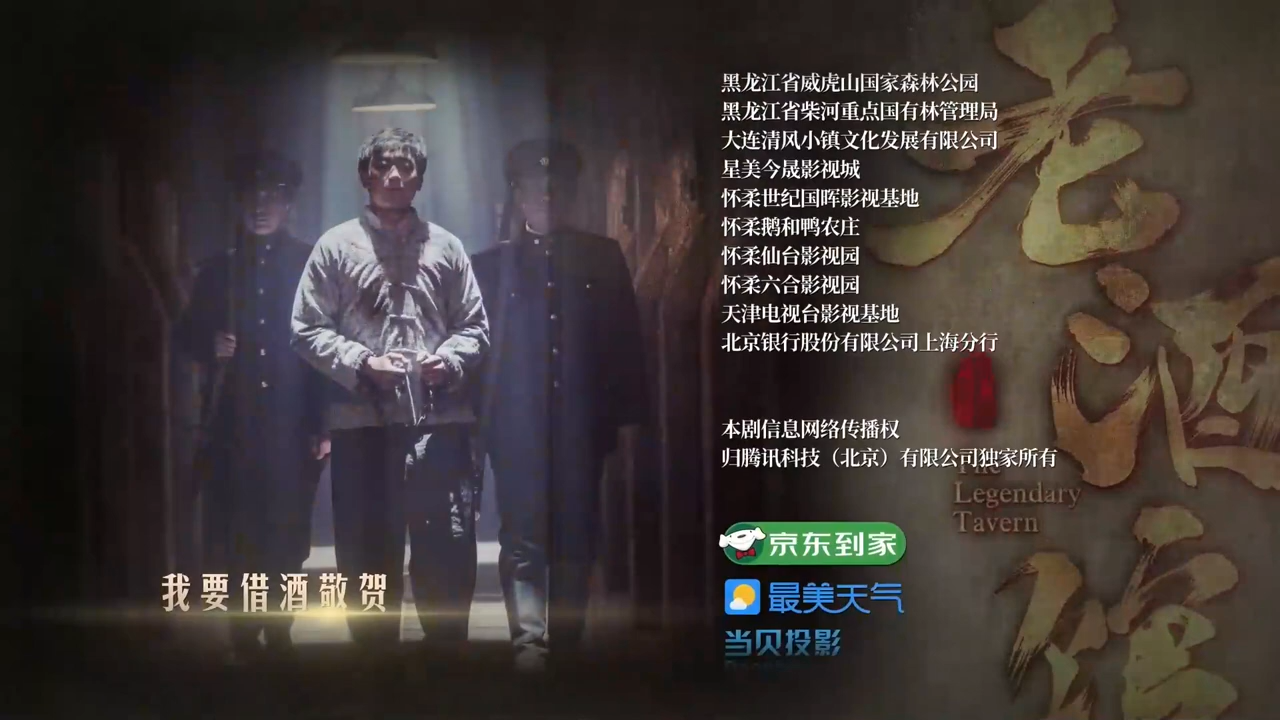 黑龙江省威虎山国家森林公园
黑龙江省柴河重点国有林管理局
大连清风小镇文化发展有限公司
星美今晟影视城
怀柔世纪国晖影视基地
怀柔鹅和鸭农庄
怀柔仙台影视园
怀柔六合影视园
天津电视台影视基地
北京银行股份有限公司上海分行
本剧信息网络传播权
归腾讯科技（北京）有限公司独家所有
京东到家
最美天气
当贝投影
我要借酒敬贺
老酒馆
The
Legendary
Tavern